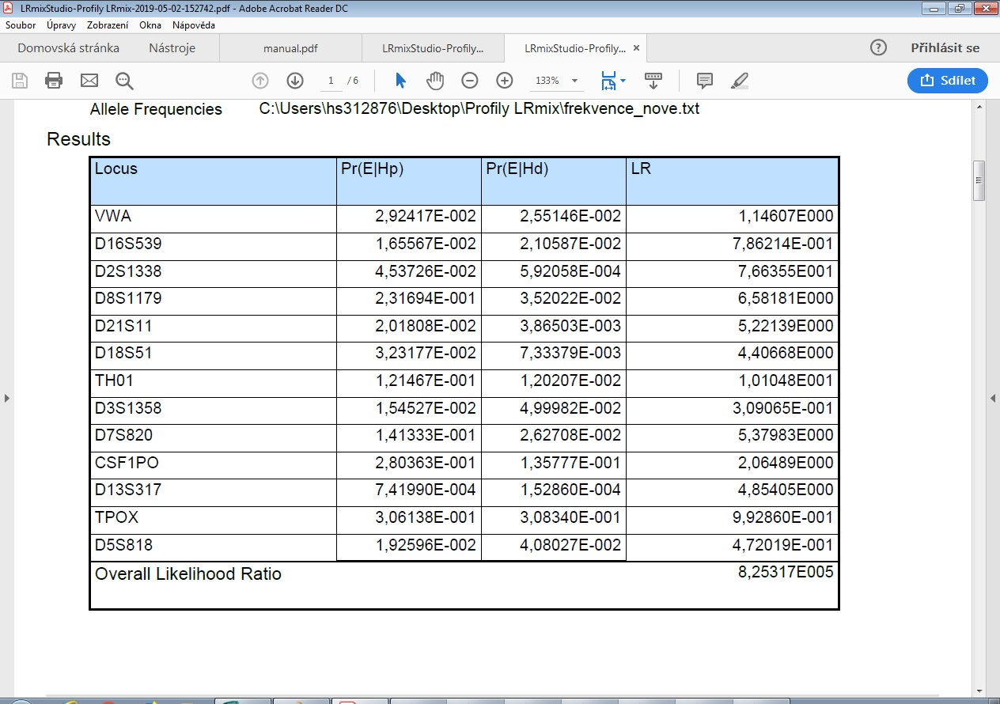 LRmixStudio-Profily LRmix-2019-05-02-152742.pdf - Adobe Acrobat Reader DC
Soubor Úpravy Zobrazení Okna Nápověda
Domovská stránka Nástroje manual.pdf LRmixStudio-Profily... LRmixStudio-Profily... × Přihlásit se
1 / 6 133% Sdílet
Allele Frequencies C:\Users\hs312876\Desktop\Profily LRmix\frekvence_nove.txt
Results
Locus Pr(E|Hp) Pr(E|Hd) LR
VWA 2,92417E-002 2,55146E-002 1,14607E000
D16S539 1,65567E-002 2,10587E-002 7,86214E-001
D2S1338 4,53726E-002 5,92058E-004 7,66355E001
D8S1179 2,31694E-001 3,52022E-002 6,58181E000
D21S11 2,01808E-002 3,86503E-003 5,22139E000
D18S51 3,23177E-002 7,33379E-003 4,40668E000
TH01 1,21467E-001 1,20207E-002 1,01048E001
D3S1358 1,54527E-002 4,99982E-002 3,09065E-001
D7S820 1,41333E-001 2,62708E-002 5,37983E000
CSF1PO 2,80363E-001 1,35777E-001 2,06489E000
D13S317 7,41990E-004 1,52860E-004 4,85405E000
TPOX 3,06138E-001 3,08340E-001 9,92860E-001
D5S818 1,92596E-002 4,08027E-002 4,72019E-001
Overall Likelihood Ratio 8,25317E005